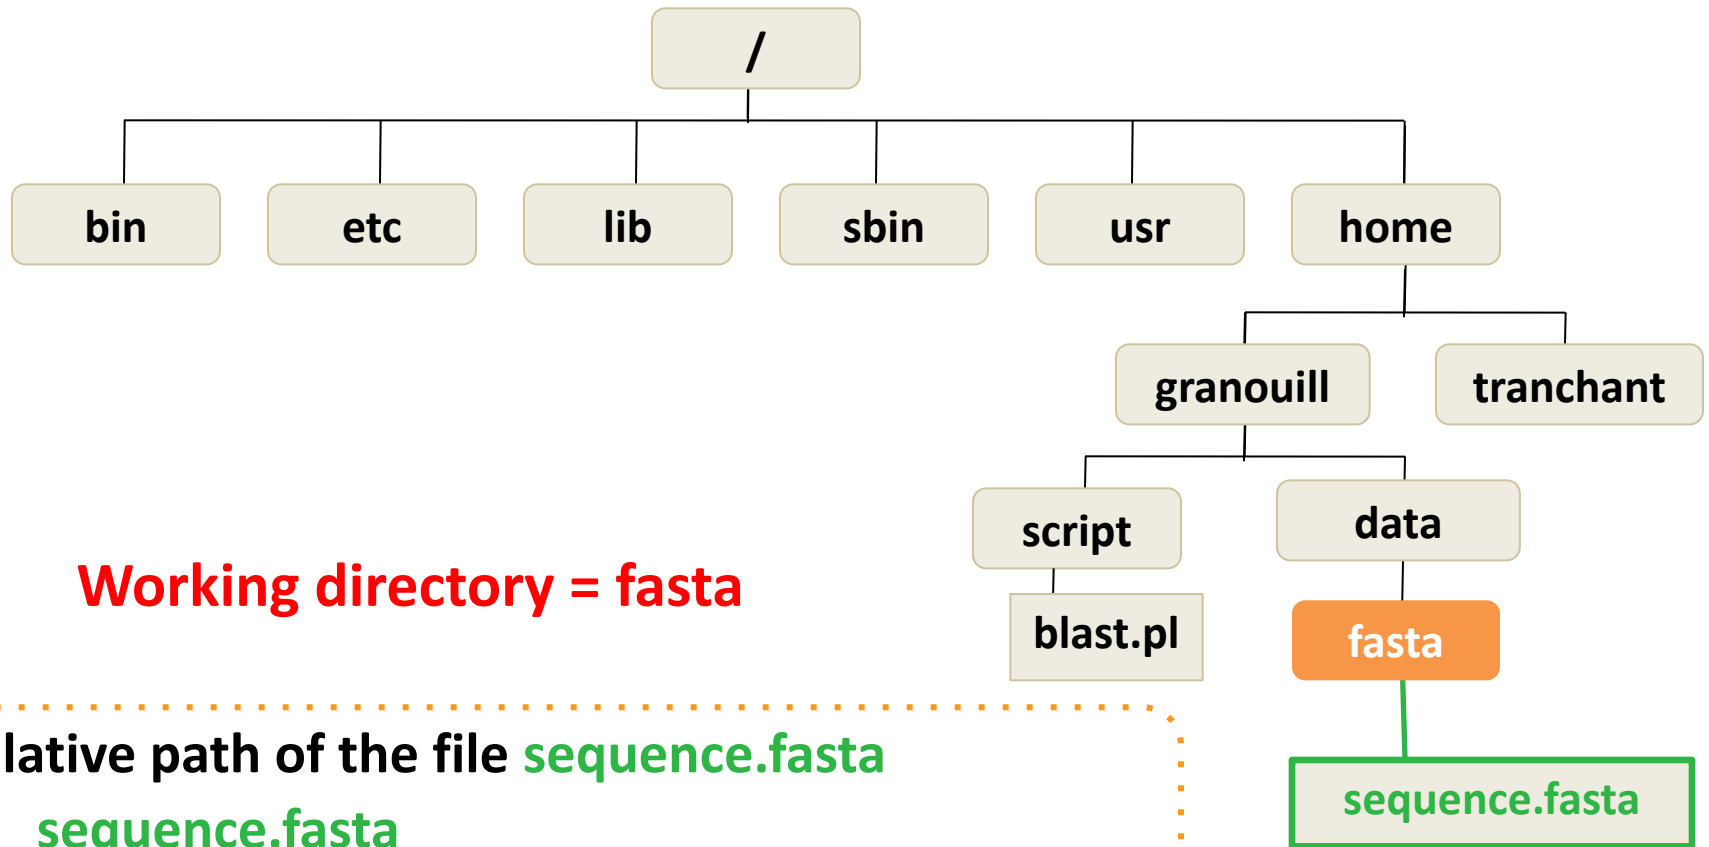 /
bin etc lib sbin usr home
granouill tranchant
script data
Working directory = fasta
blast.pl fasta
lative path of the file sequence.fasta
sequence.fasta
sequence.fasta